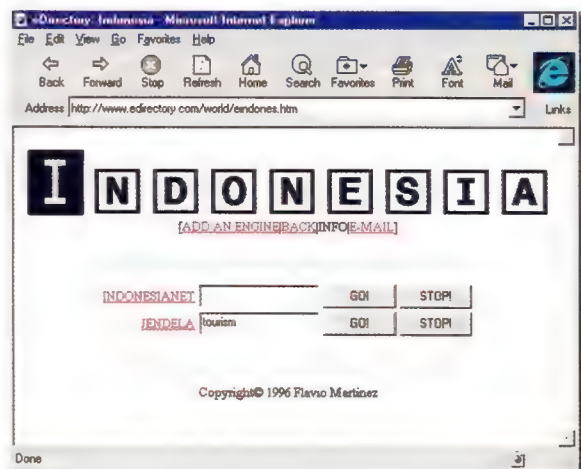 eDirectory: Indonesia - Microsoft Internet Explorer
File Edit View Go Favorites Help
Back Forward Stop Refresh Home Search Favorites Print Font Mail
Address http://www.edirectory.com/world/eindones.htm Links
INDONESIA
[ADD AN ENGINE|BACK|INFO|E-MAIL]
INDONESIANET GO! STOP!
JENDELA tourism GO! STOP!
Copyright© 1996 Flavio Martinez
Done